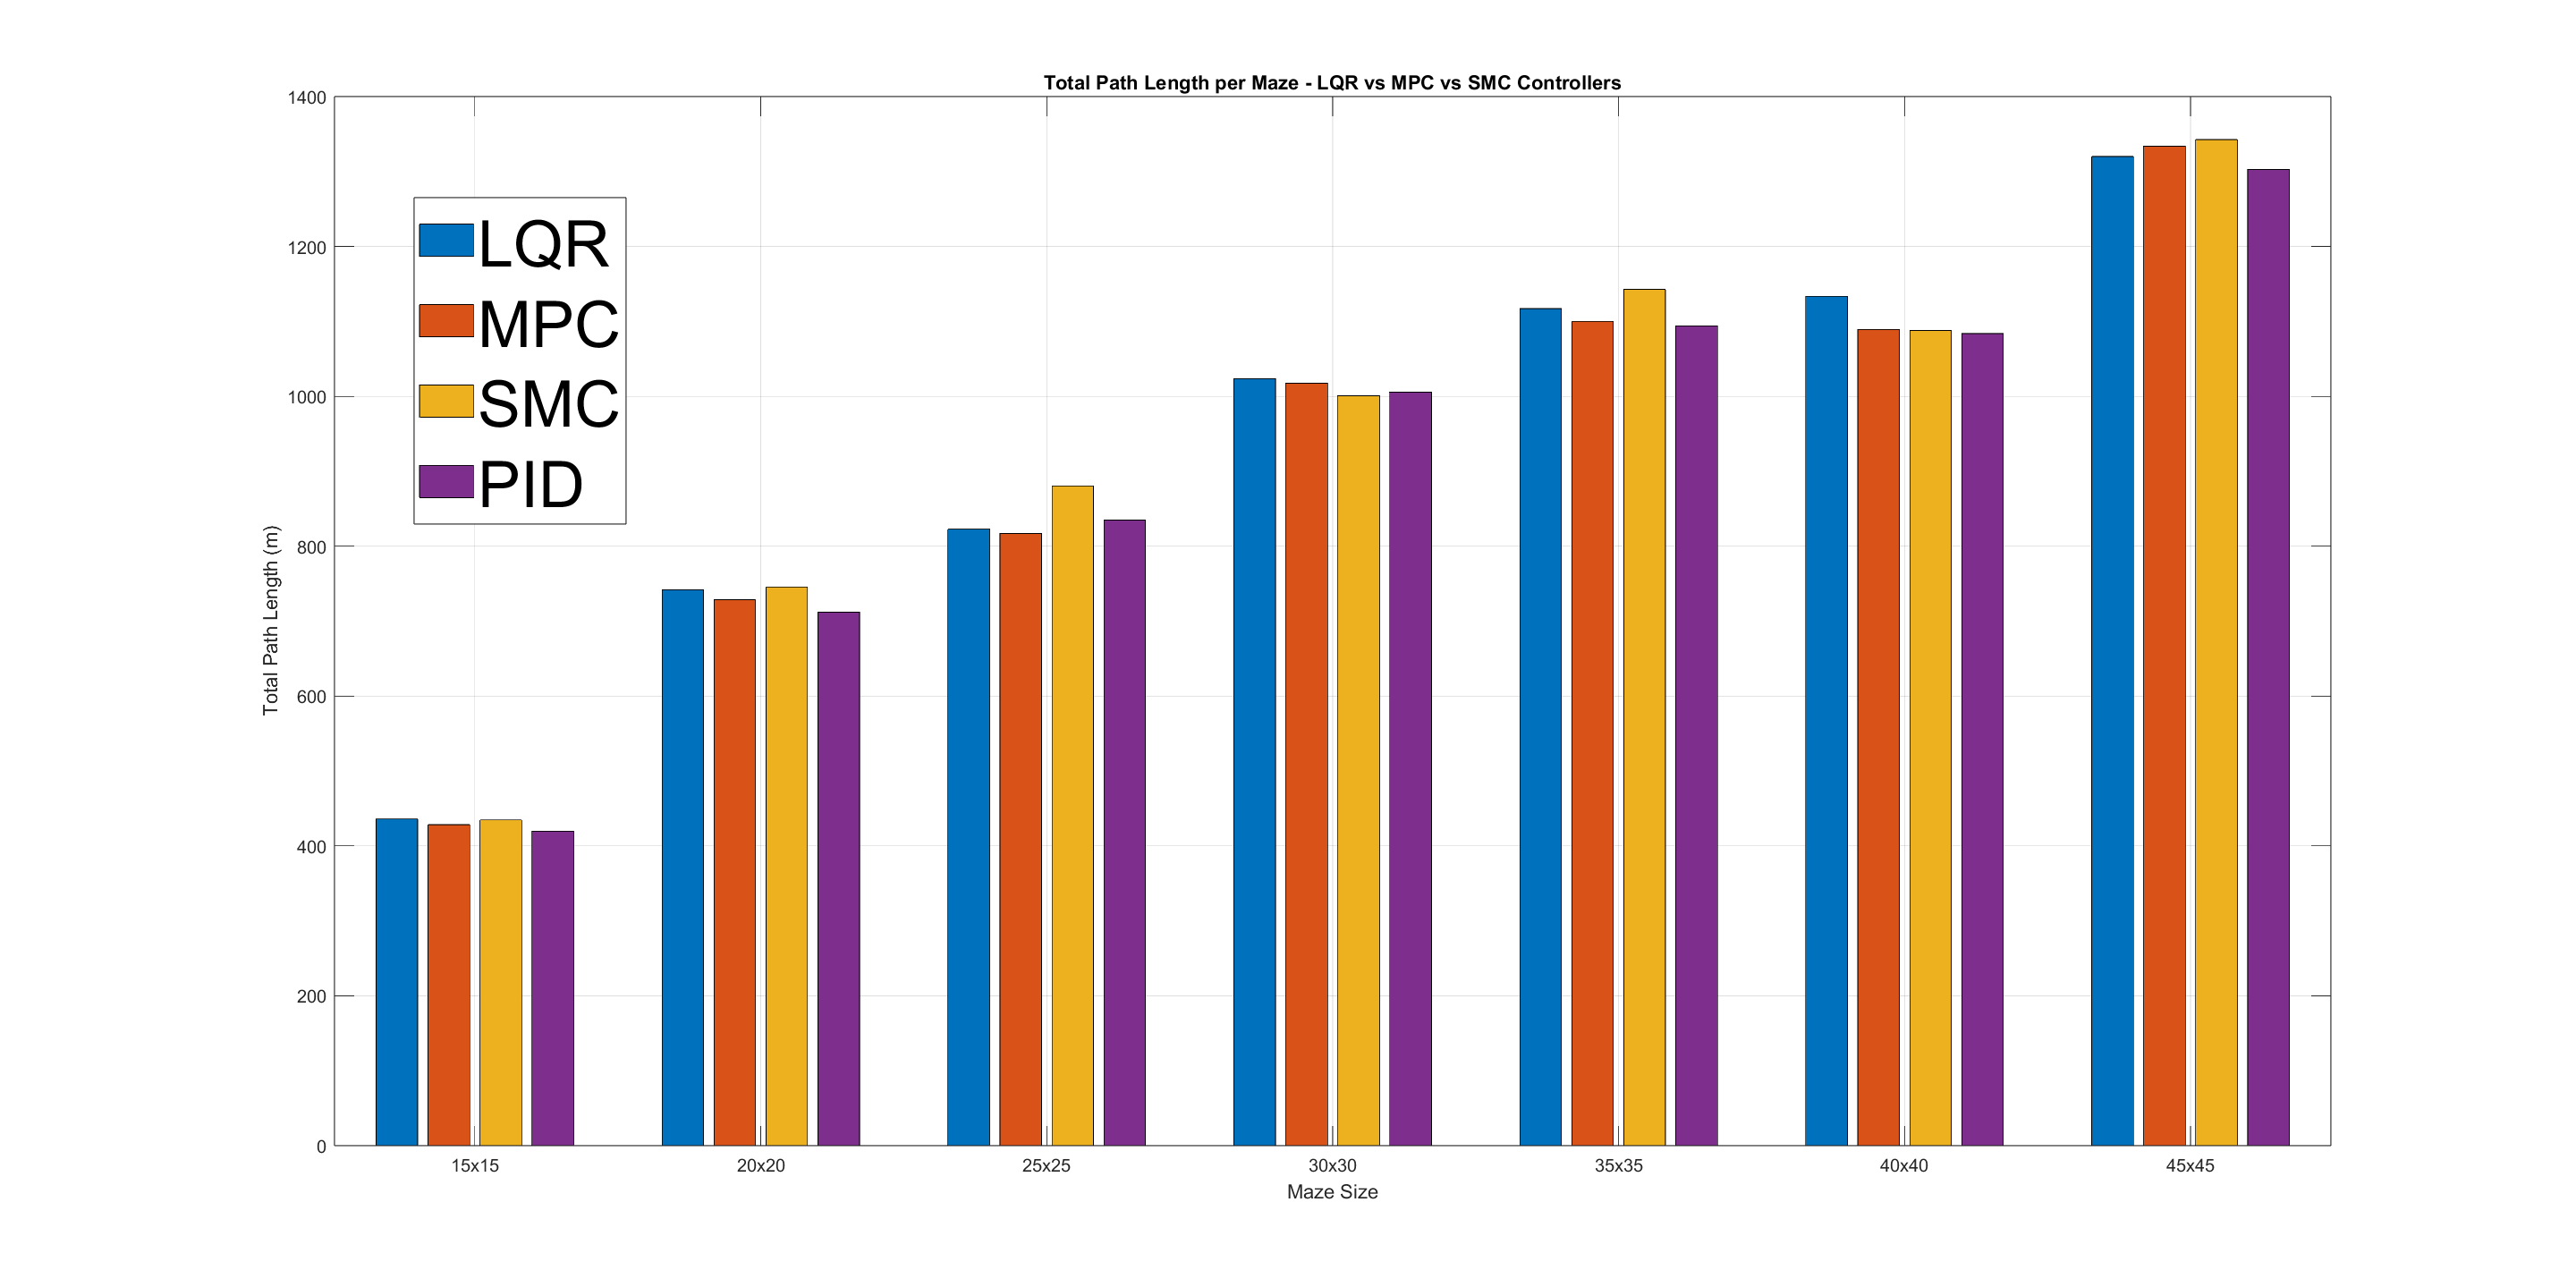 Total Path Length per Maze - LQR vs MPC vs SMC Controllers
1400
1200
1000
800
600
400
200
0
Total Path Length (m)
LQR
MPC
SMC
PID
15x15 20x20 25x25 30x30 35x35 40x40 45x45
Maze Size